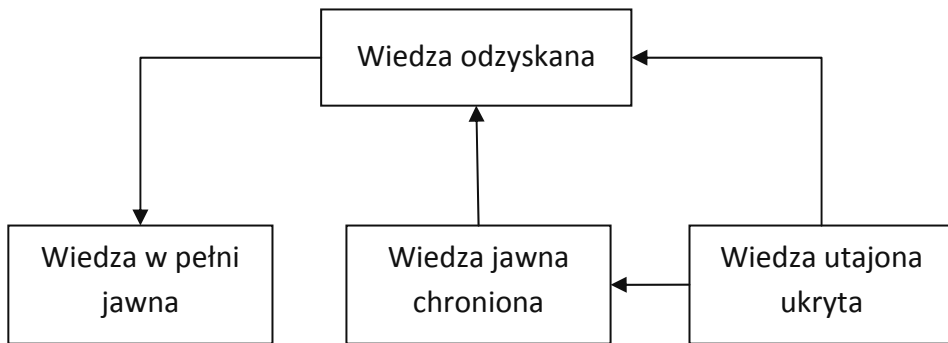 Wiedza odzyskana
Wiedza w pełni
jawna
Wiedza jawna
chroniona
Wiedza utajona
ukryta